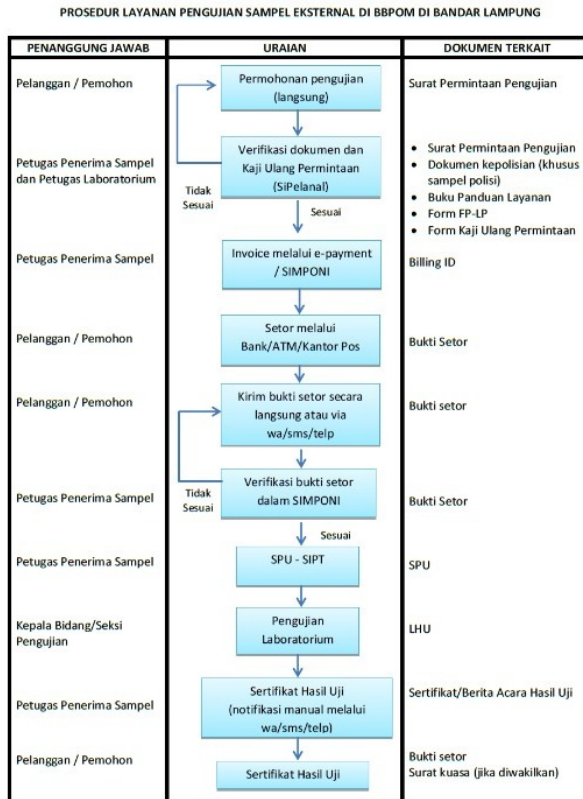 PROSEDUR LAYANAN PENGUJIAN SAMPEL EKSTERNAL DI BBPOM DI BANDAR LAMPUNG
PENANGGUNG JAWAB
URAIAN
DOKUMEN TERKAIT
Pelanggan / Pemohon
Permohonan pengujian
(langsung)
Surat Permintaan Pengujian
Petugas Penerima Sampel
dan Petugas Laboratorium
Verifikasi dokumen dan
Kaji Ulang Permintaan
(SiPelanal)
Tidak
Sesuai
Sesuai
• Surat Permintaan Pengujian
• Dokumen kepolisian (khusus
sampel polisi)
• Buku Panduan Layanan
• Form FP-LP
• Form Kaji Ulang Permintaan
Petugas Penerima Sampel
Invoice melalui e-payment
/ SIMPONI
Billing ID
Pelanggan / Pemohon
Setor melalui
Bank/ATM/Kantor Pos
Bukti Setor
Pelanggan / Pemohon
Kirim bukti setor secara
langsung atau via
wa/sms/telp
Bukti setor
Petugas Penerima Sampel
Tidak
Sesuai
Verifikasi bukti setor
dalam SIMPONI
Bukti Setor
Sesuai
Petugas Penerima Sampel
SPU - SIPT
SPU
Kepala Bidang/Seksi
Pengujian
Pengujian
Laboratorium
LHU
Petugas Penerima Sampel
Sertifikat Hasil Uji
(notifikasi manual melalui
wa/sms/telp)
Sertifikat/Berita Acara Hasil Uji
Pelanggan / Pemohon
Sertifikat Hasil Uji
Bukti setor
Surat kuasa (jika diwakilkan)